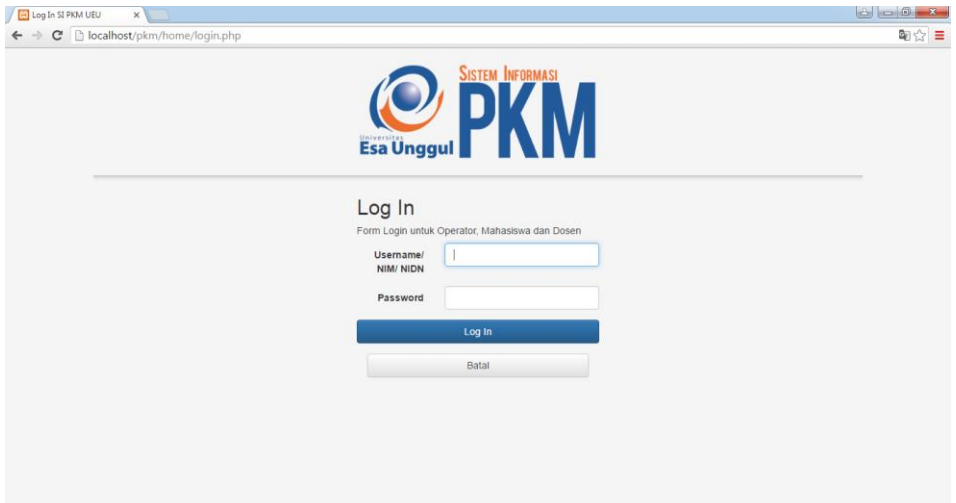 Log In SI PKM UEU
localhost/pkm/home/login.php
SISTEM INFORMASI
PKM
Universitas
Esa Unggul
Log In
Form Login untuk Operator, Mahasiswa dan Dosen
Username/
NIM/ NIDN
Password
Log In
Batal